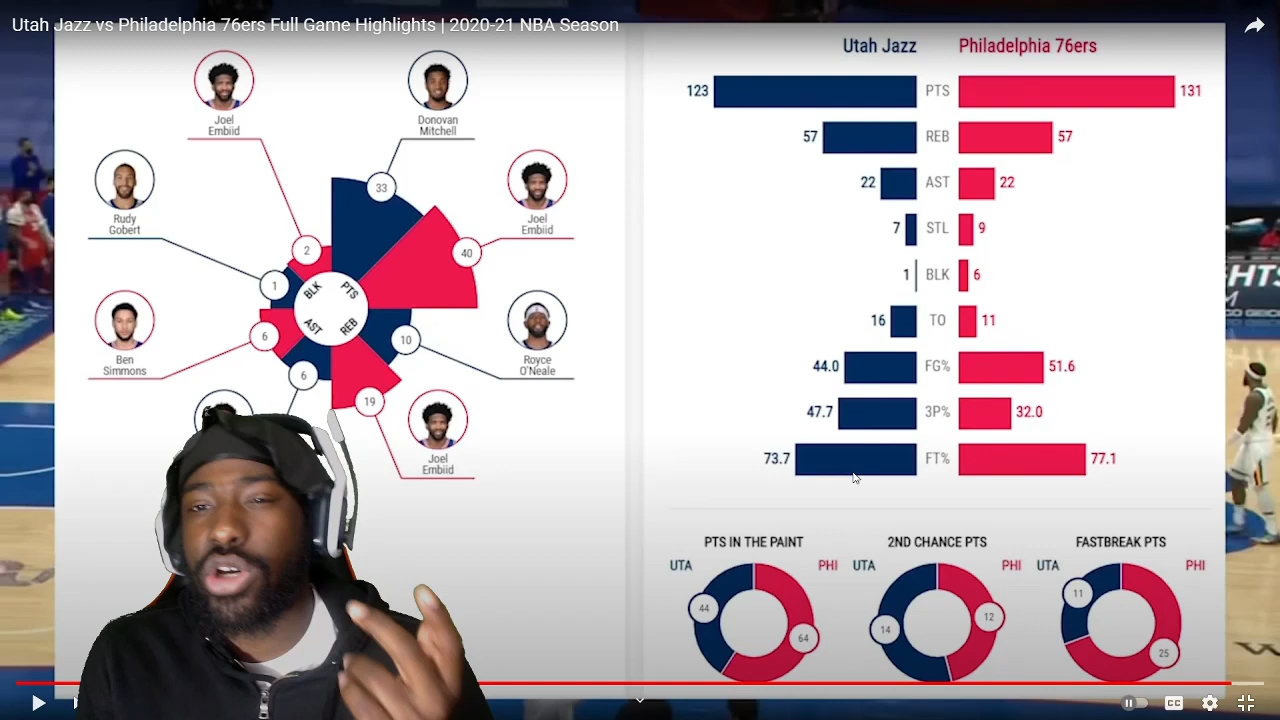 Utah Jazz vs Philadelphia 76ers Full Game Highlights | 2020-21 NBA Season
Joel
Embiid
Donovan
Mitchell
Rudy
Gobert
Joel
Embiid
Ben
Simmons
Royce
O'Neale
Joel
Embiid
33
40
2
1
6
10
6
19
BLK
PTS
AST
REB
Utah Jazz Philadelphia 76ers
123 PTS 131
57 REB 57
22 AST 22
7 STL 9
1 BLK 6
16 TO 11
44.0 FG% 51.6
47.7 3P% 32.0
73.7 FT% 77.1
PTS IN THE PAINT
UTA PHI
44
64
2ND CHANCE PTS
UTA PHI
14
12
FASTBREAK PTS
UTA PHI
11
25
CC